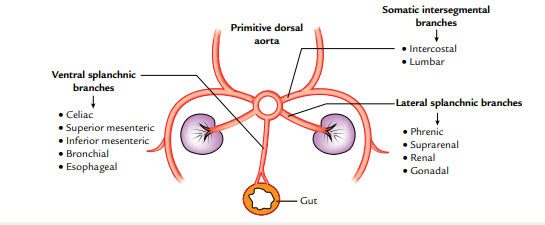 Somatic intersegmental
branches
• Intercostal
• Lumbar
Primitive dorsal
aorta
Ventral splanchnic
branches
• Celiac
• Superior mesenteric
• Inferior mesenteric
• Bronchial
• Esophageal
Lateral splanchnic branches
• Phrenic
• Suprarenal
• Renal
• Gonadal
Gut